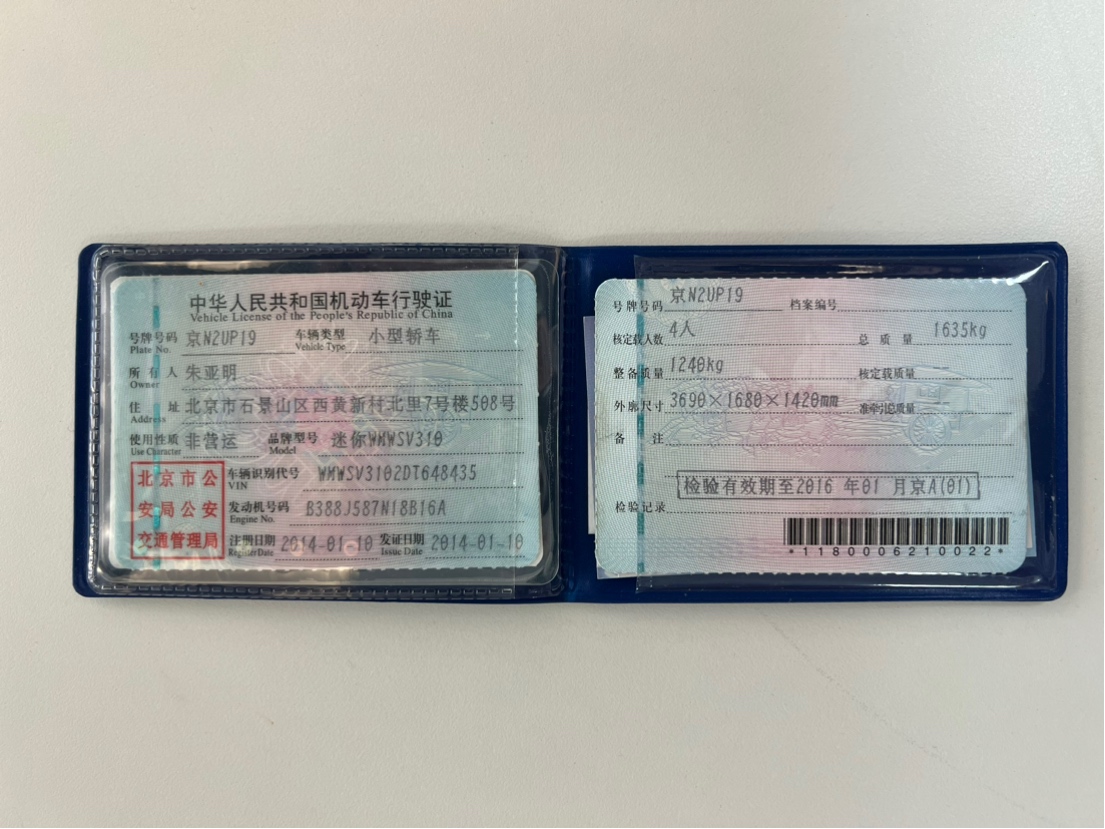 中华人民共和国机动车行驶证
Vehicle License of the People's Republic of China
号牌号码 京N2UP19 车辆类型 小型轿车
Plate No. Vehicle Type
所有人 朱亚明
Owner
住址 北京市石景山区西黄新村北里7号楼508号
Address
使用性质 非营运 品牌型号 迷你WMWSV310
Use Character Model
北京市公
安局公安
交通管理局
车辆识别代号 WMWSV3102DT648435
VIN
发动机号码 B388J587N18B16A
Engine No.
注册日期 2014-01-10 发证日期 2014-01-10
Register Date Issue Date
号牌号码 京N2UP19 档案编号
核定载人数 4人 总质量 1635kg
整备质量 1240kg 核定载质量
外廓尺寸 3690×1680×1420mm 准牵引总质量
备注
检验有效期至2016 年01 月京A(01)
检验记录
*1180006210022*